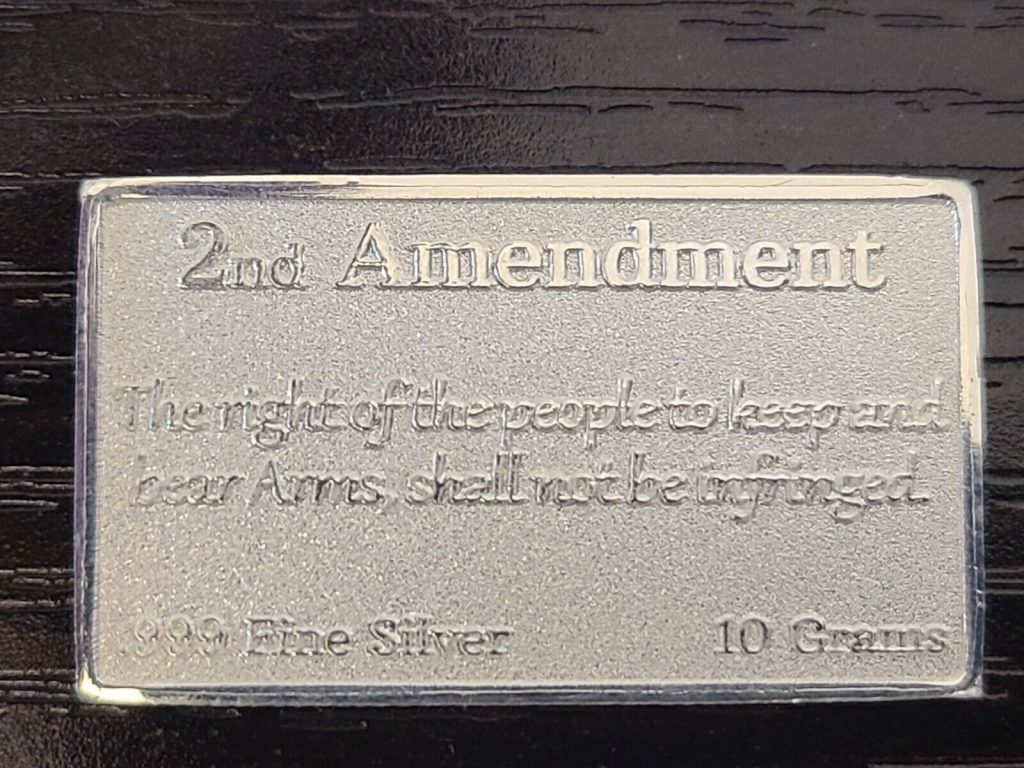 2nd Amendment
The right of the people to keep and
bear Arms, shall not be infringed.
.999 Fine Silver 10 Grams